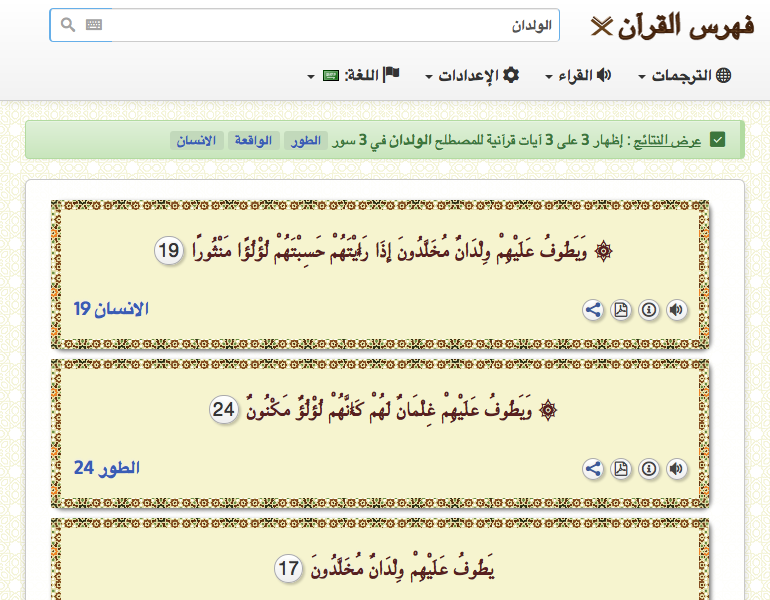 فهرس القرآن
الولدان
الترجمات
القراء
الإعدادات
اللغة:
عرض النتائج : إظهار 3 على 3 آيات قرآنية للمصطلح الولدان في 3 سور الطور الواقعة الانسان
۞ وَيَطُوفُ عَلَيْهِمْ وِلْدَانٌ مُخَلَّدُونَ إِذَا رَأَيْتَهُمْ حَسِبْتَهُمْ لُؤْلُؤًا مَنْثُورًا 19
الانسان 19
۞ وَيَطُوفُ عَلَيْهِمْ غِلْمَانٌ لَهُمْ كَأَنَّهُمْ لُؤْلُؤٌ مَكْنُونٌ 24
الطور 24
يَطُوفُ عَلَيْهِمْ وِلْدَانٌ مُخَلَّدُونَ 17